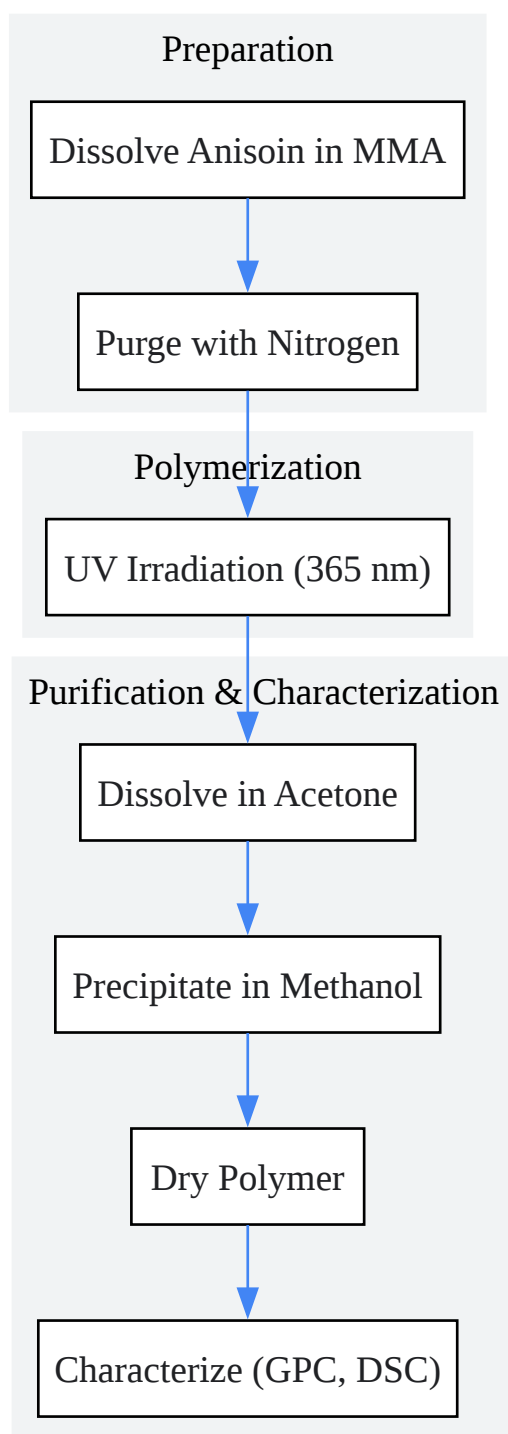 Preparation
Dissolve Anisoin in MMA
Purge with Nitrogen
Polymerization
UV Irradiation (365 nm)
Purification & Characterization
Dissolve in Acetone
Precipitate in Methanol
Dry Polymer
Characterize (GPC, DSC)